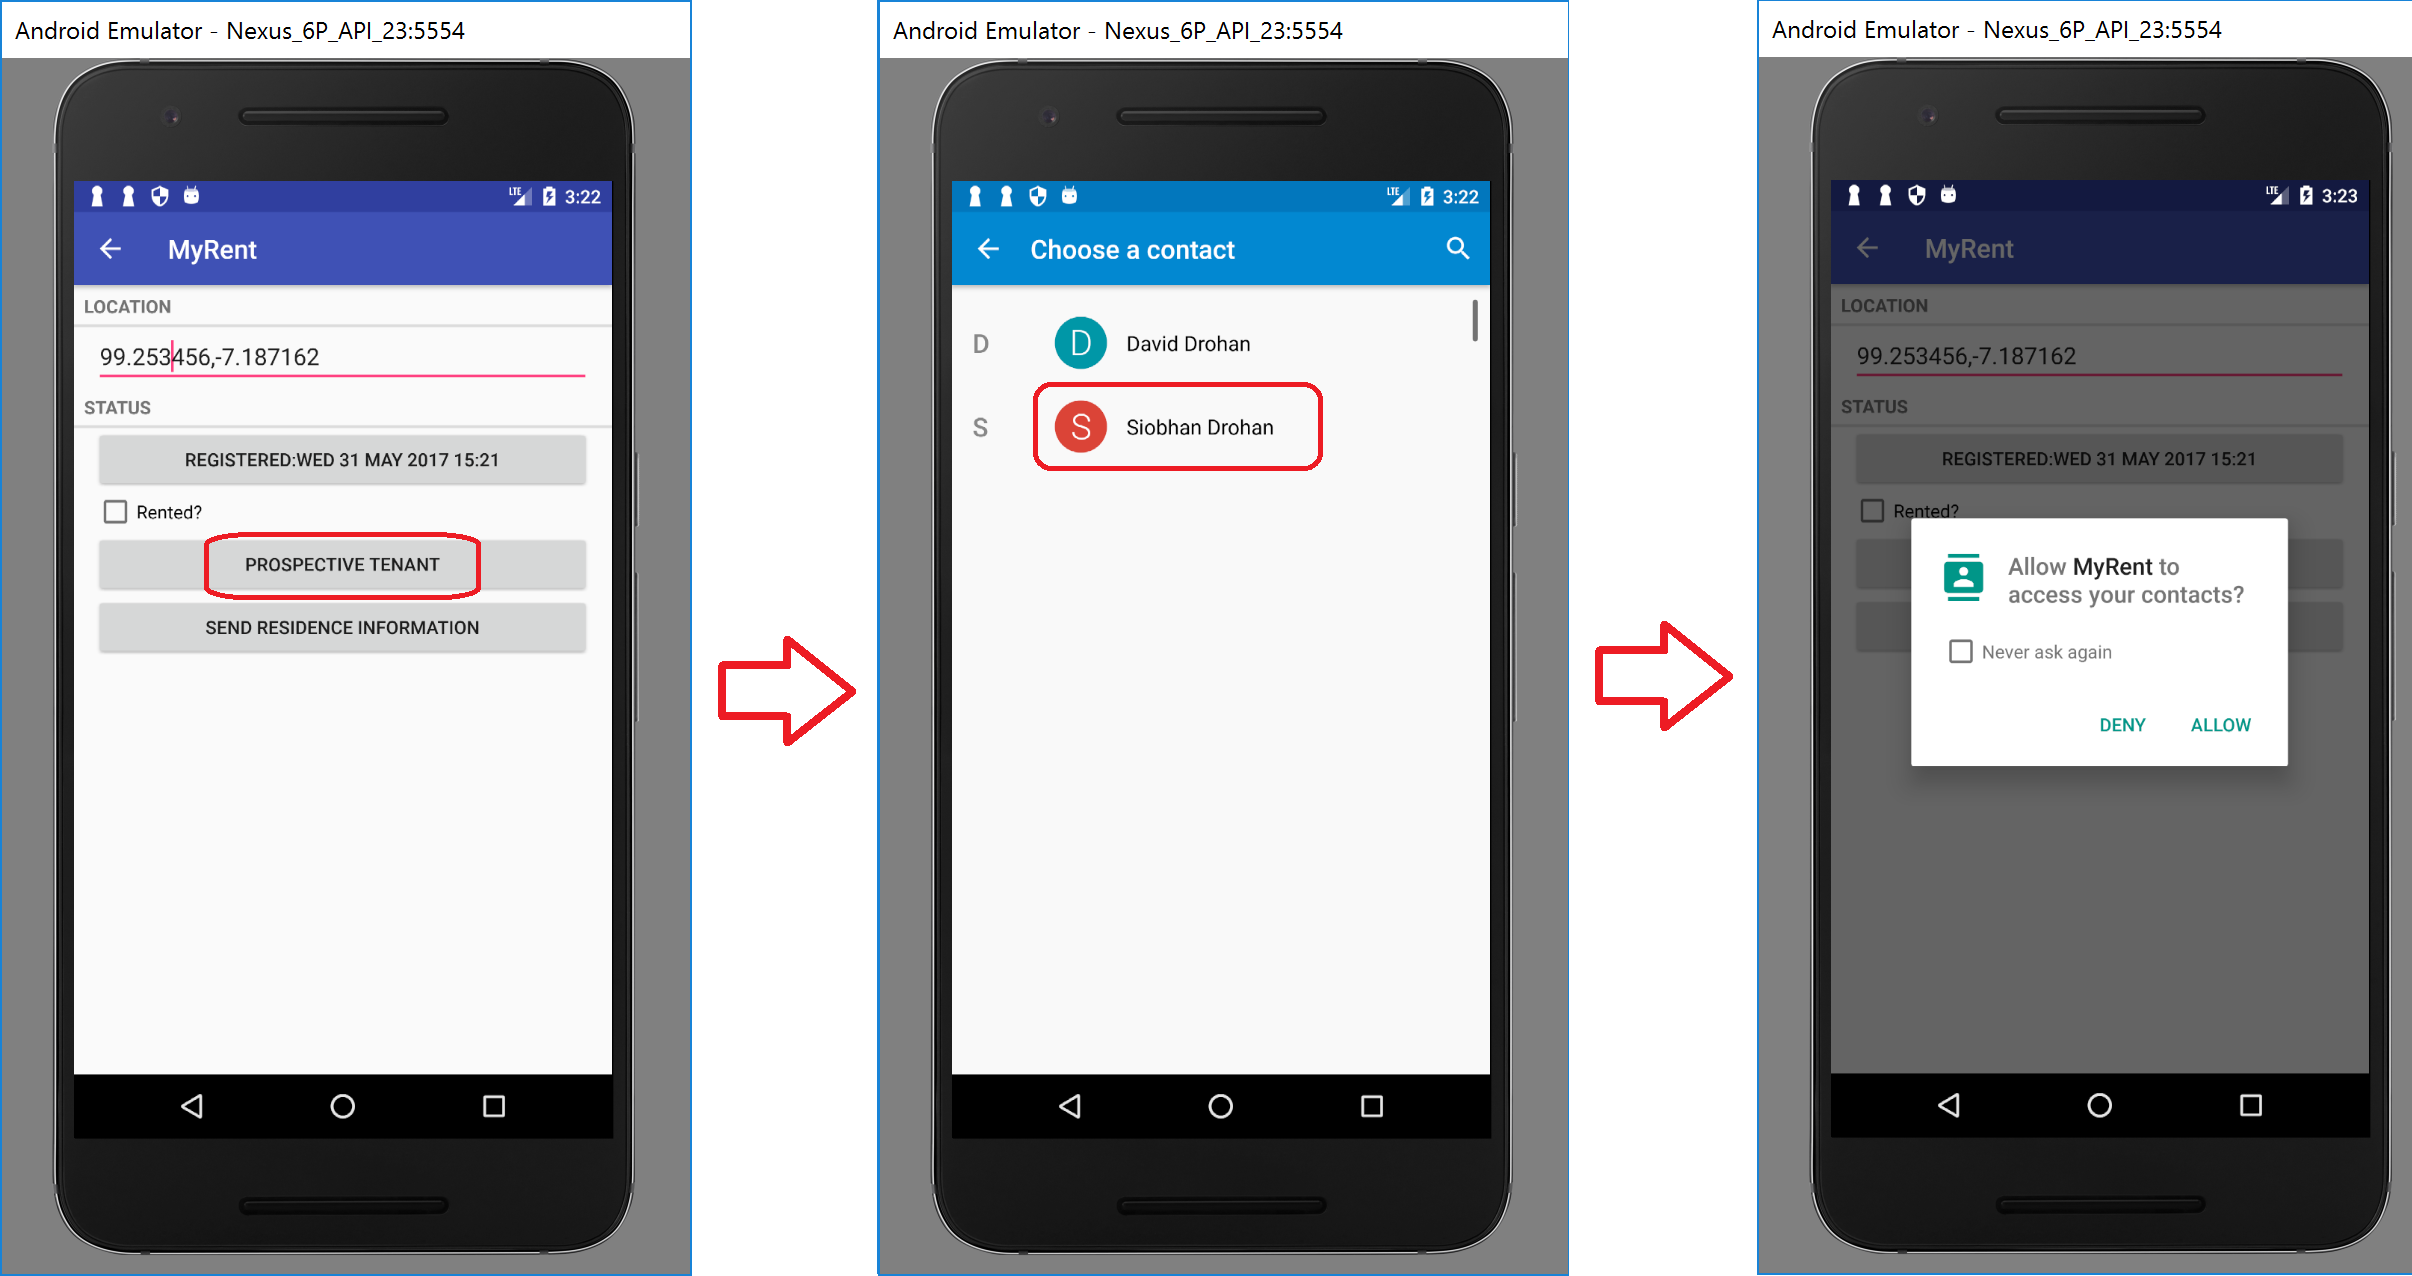 Android Emulator - Nexus_6P_API_23:5554
LTE 3:22
MyRent
LOCATION
99.253456,-7.187162
STATUS
REGISTERED:WED 31 MAY 2017 15:21
Rented?
PROSPECTIVE TENANT
SEND RESIDENCE INFORMATION
Android Emulator - Nexus_6P_API_23:5554
LTE 3:22
Choose a contact
D D David Drohan
S S Siobhan Drohan
Android Emulator - Nexus_6P_API_23:5554
LTE 3:23
MyRent
LOCATION
99.253456,-7.187162
STATUS
REGISTERED:WED 31 MAY 2017 15:21
Rented?
Allow MyRent to
access your contacts?
Never ask again
DENY ALLOW